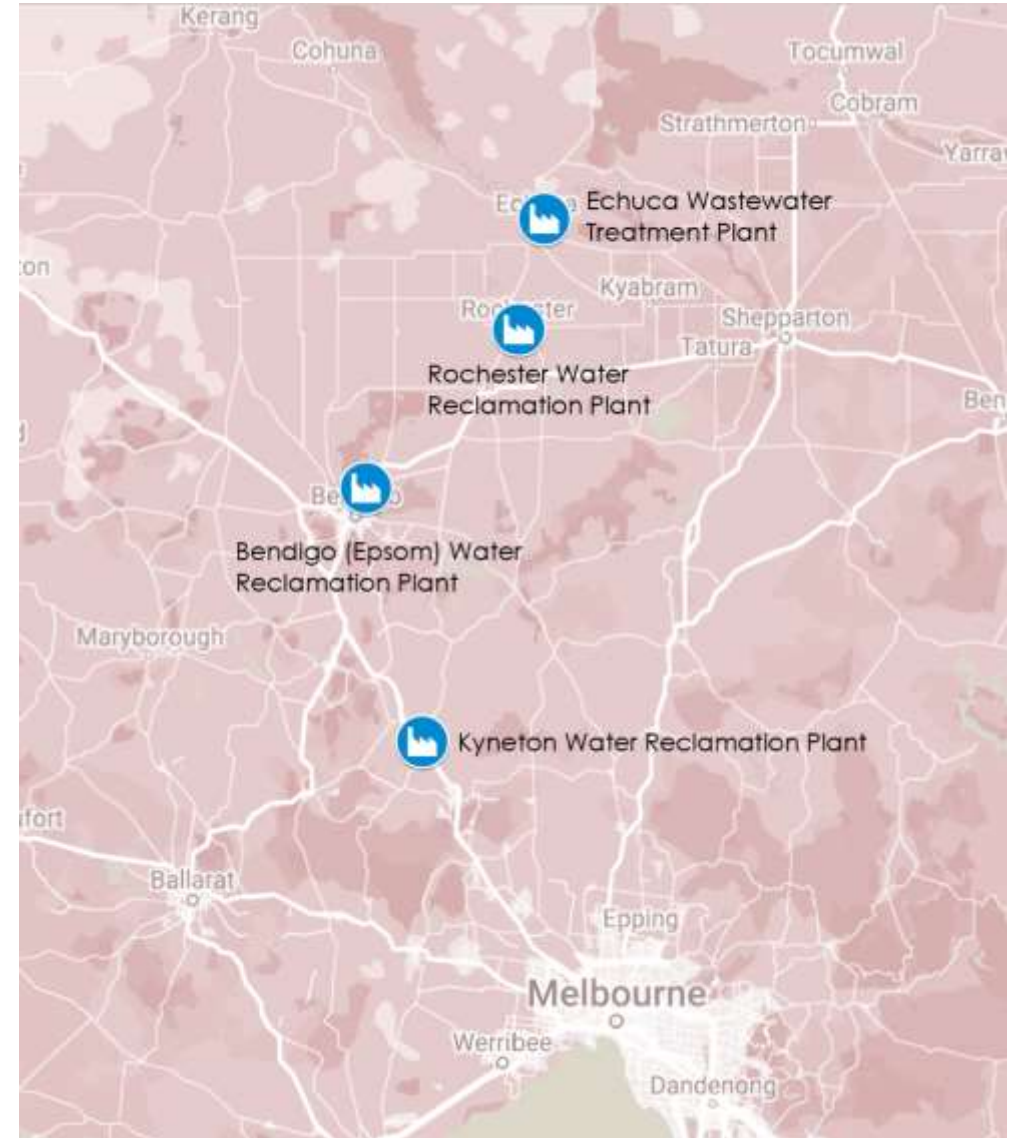 Kerang
Cohuna
Tocumwal
Cobram
Strathmerton
Echuca Wastewater
Treatment Plant
Kyabram
Shepparton
Tatura
Rochester Water
Reclamation Plant
Bendigo (Epsom) Water
Reclamation Plant
Maryborough
Kyneton Water Reclamation Plant
Ballarat
Epping
Melbourne
Werribee
Dandenong